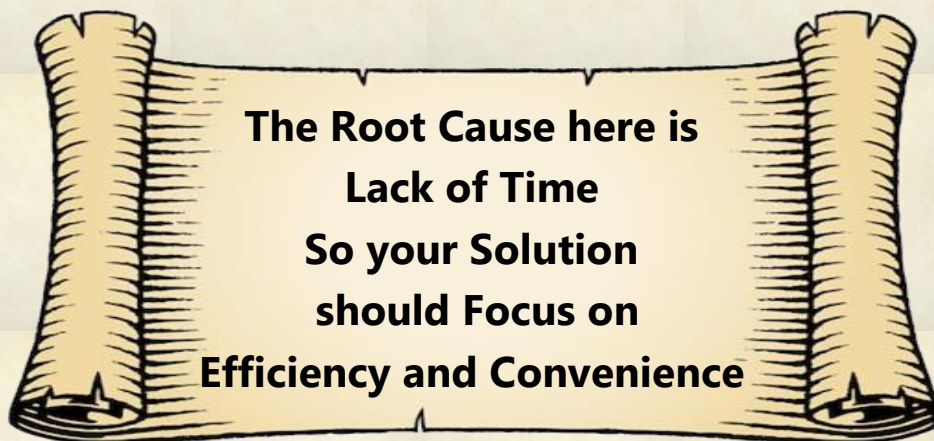 The Root Cause here is
Lack of Time
So your Solution
should Focus on
Efficiency and Convenience